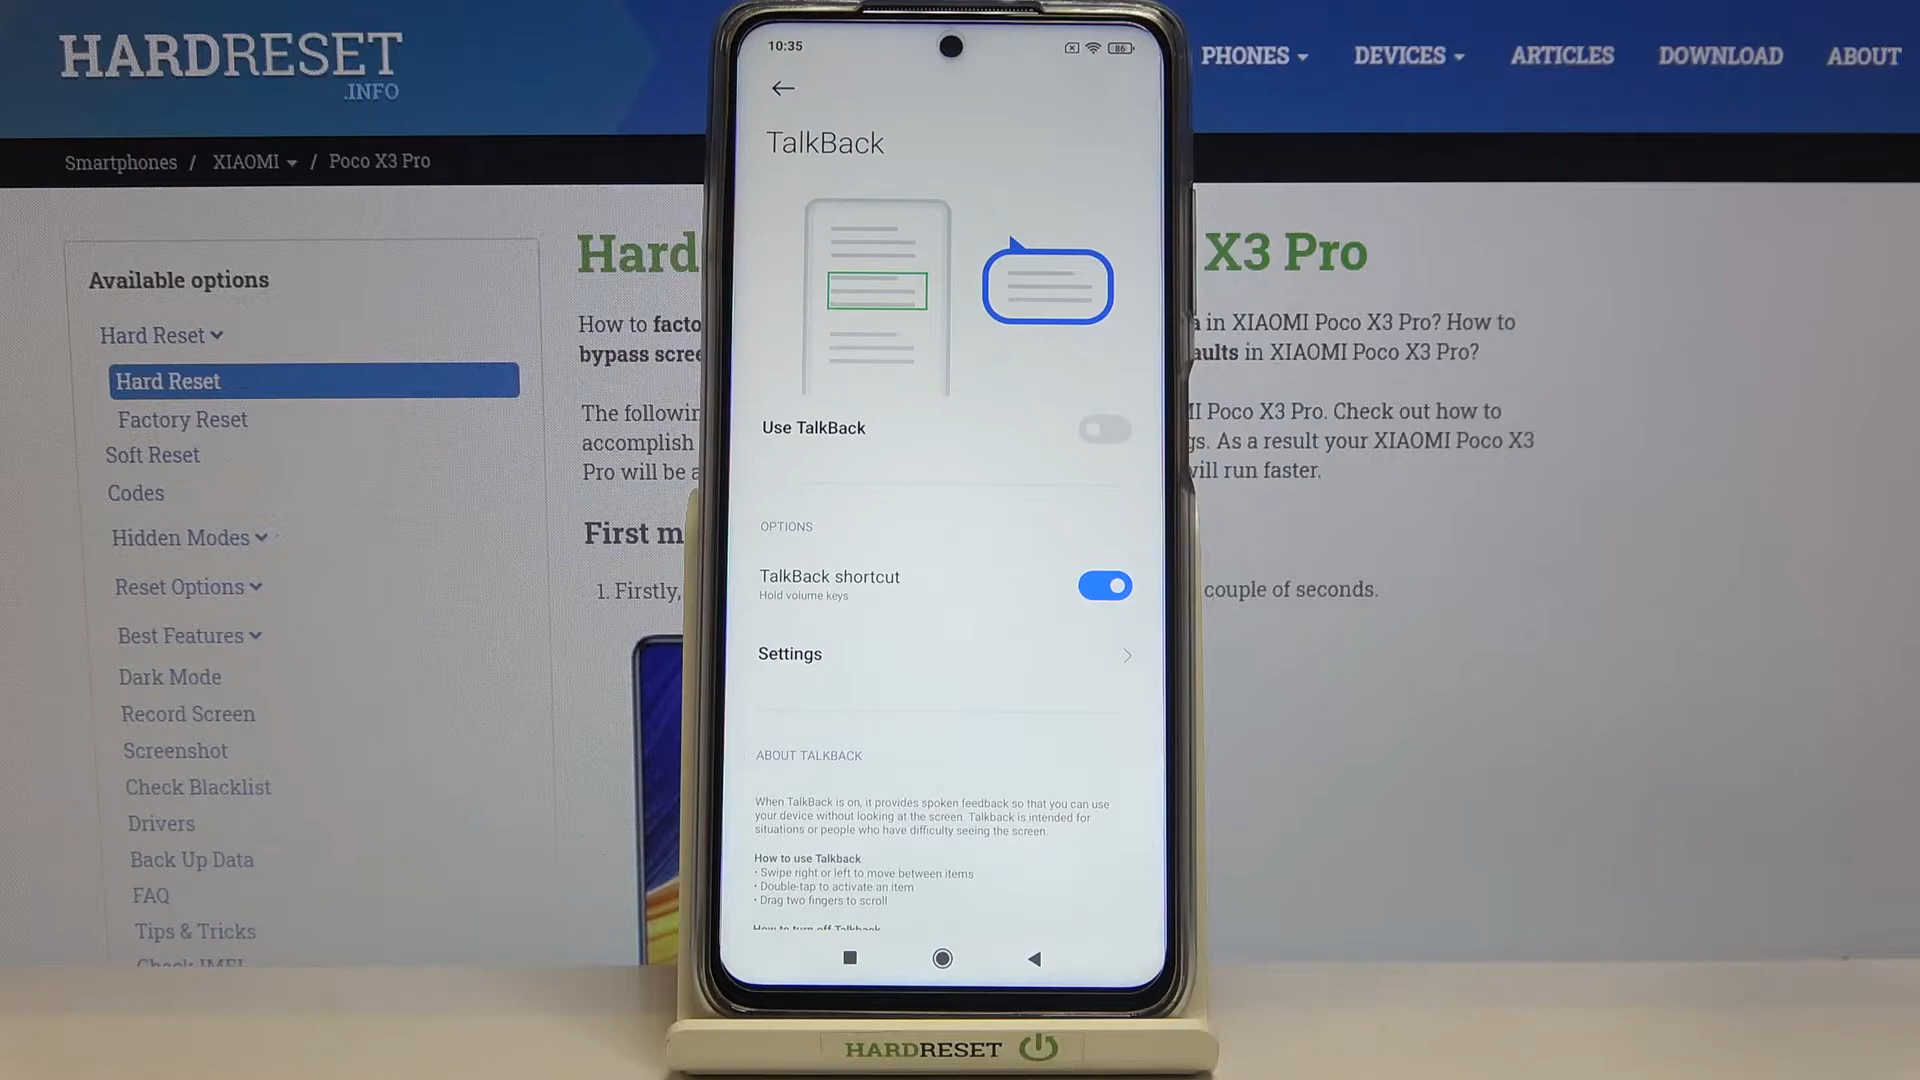 HARDRESET
.INFO
PHONES
DEVICES
ARTICLES
DOWNLOAD
ABOUT
Smartphones / XIAOMI / Poco X3 Pro
Available options
Hard Reset
Hard Reset
Factory Reset
Soft Reset
Codes
Hidden Modes
Reset Options
Best Features
Dark Mode
Record Screen
Screenshot
Check Blacklist
Drivers
Back Up Data
FAQ
Tips & Tricks
Check IMEI
Hard X3 Pro
How to in XIAOMI Poco X3 Pro? How to
bypass in XIAOMI Poco X3 Pro?
The Poco X3 Pro. Check out how to
accomplish As a result your XIAOMI Poco X3
Pro will be will run faster.
First
1. Firstly, couple of seconds.
10:35
86
TalkBack
Use TalkBack
OPTIONS
TalkBack shortcut
Hold volume keys
Settings
ABOUT TALKBACK
When TalkBack is on, it provides spoken feedback so that you can use
your device without looking at the screen. Talkback is intended for
situations or people who have difficulty seeing the screen.
How to use Talkback
• Swipe right or left to move between items
• Double-tap to activate an item
• Drag two fingers to scroll
How to turn off Talkback
HARDRESET